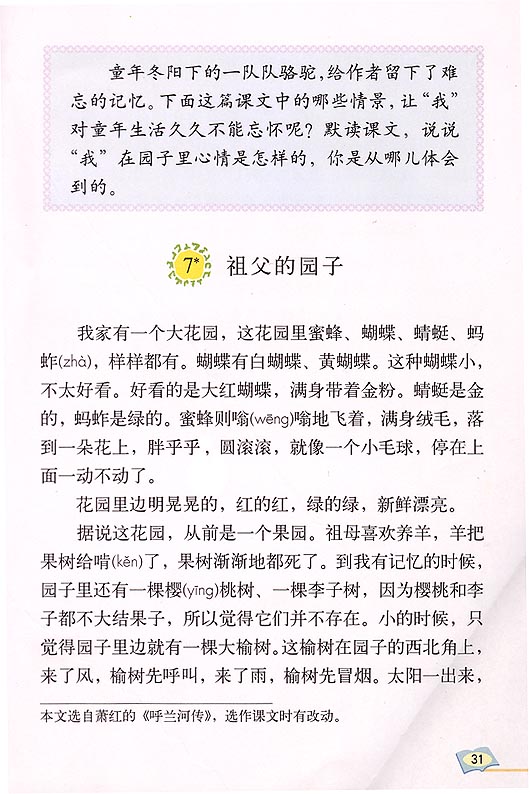 童年冬阳下的一队队骆驼,给作者留下了难
忘的记忆。下面这篇课文中的哪些情景,让“我”
对童年生活久久不能忘怀呢?默读课文,说说
“我”在园子里心情是怎样的,你是从哪儿体会
到的。
7* 祖父的园子
我家有一个大花园,这花园里蜜蜂、蝴蝶、蜻蜓、蚂
蚱(zhà),样样都有。蝴蝶有白蝴蝶、黄蝴蝶。这种蝴蝶小,
不太好看。好看的是大红蝴蝶,满身带着金粉。蜻蜓是金
的,蚂蚱是绿的。蜜蜂则嗡(wēng)嗡地飞着,满身绒毛,落
到一朵花上,胖乎乎,圆滚滚,就像一个小毛球,停在上
面一动不动了。
花园里边明晃晃的,红的红,绿的绿,新鲜漂亮。
据说这花园,从前是一个果园。祖母喜欢养羊,羊把
果树给啃(kěn)了,果树渐渐地都死了。到我有记忆的时候,
园子里还有一棵樱(yīng)桃树、一棵李子树,因为樱桃和李
子都不大结果子,所以觉得它们并不存在。小的时候,只
觉得园子里边就有一棵大榆树。这榆树在园子的西北角上,
来了风,榆树先呼叫,来了雨,榆树先冒烟。太阳一出来,
本文选自萧红的《呼兰河传》,选作课文时有改动。
31